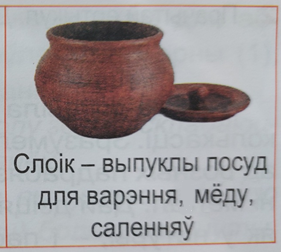 Слоік – выпуклы посуд
для варэння, мёду,
саленняў